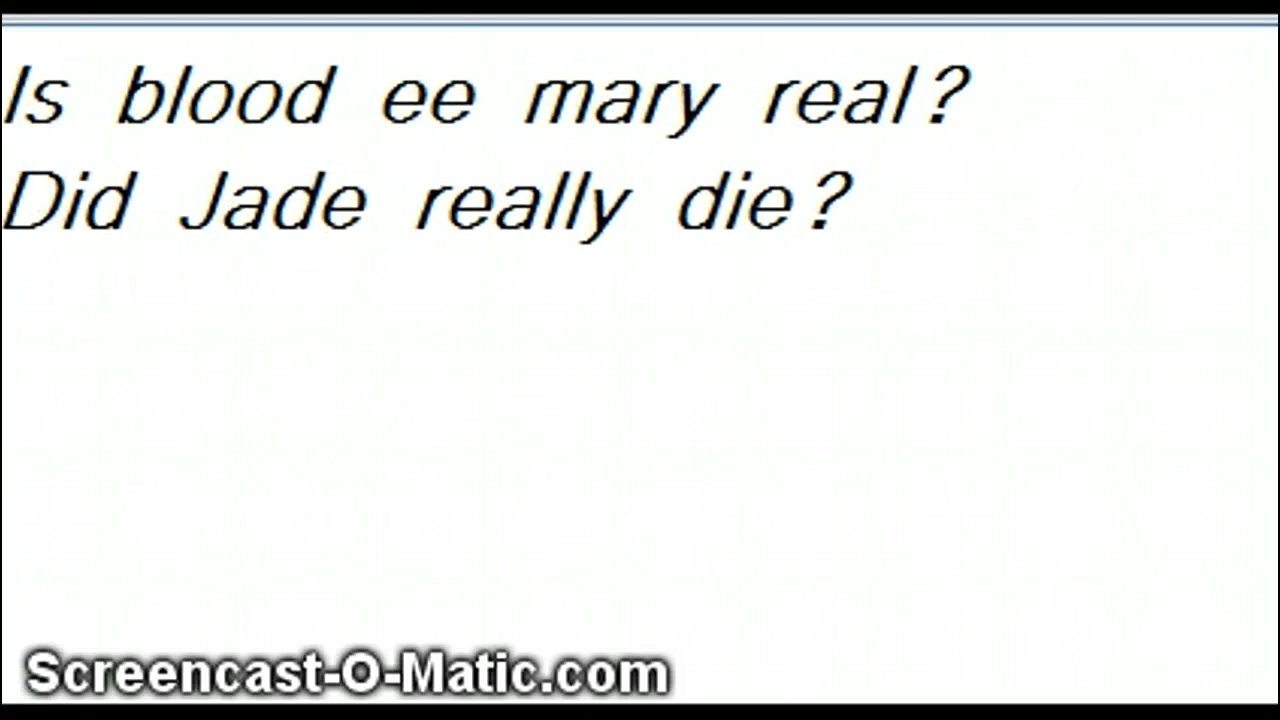 Is blood ee mary real?
Did Jade really die?
Screencast-O-Matic.com